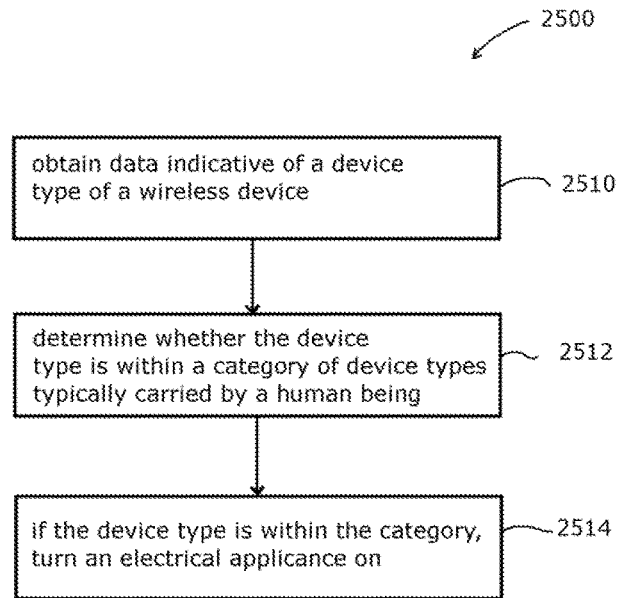 2500
obtain data indicative of a device
type of a wireless device
2510
determine whether the device
type is within a category of device types
typically carried by a human being
2512
if the device type is within the category,
turn an electrical applicance on
2514